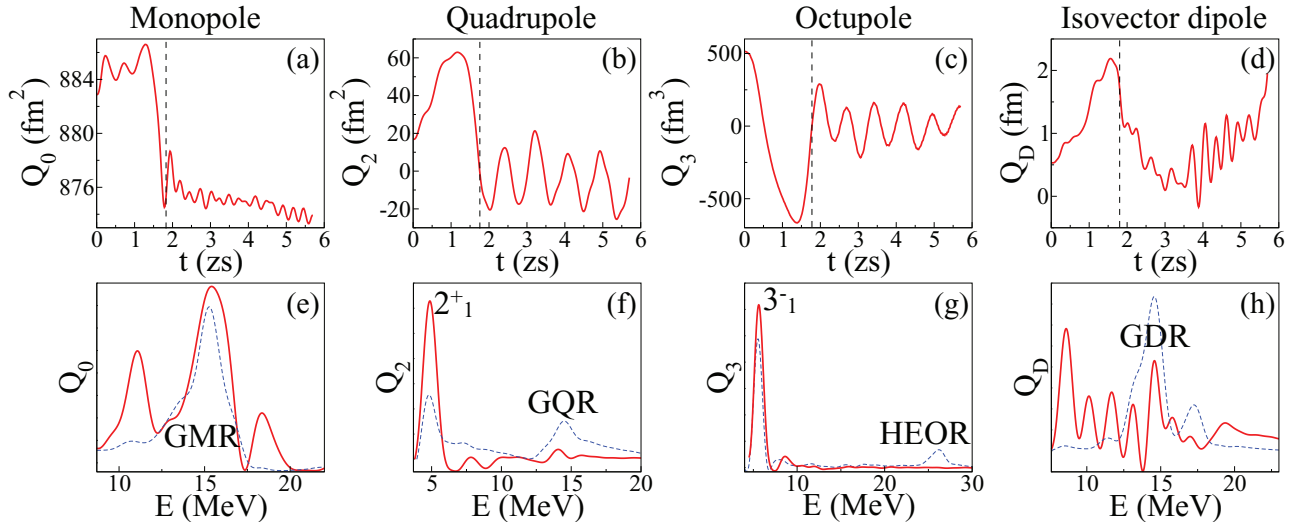 Monopole
Quadrupole
Octupole
Isovector dipole
(a)
884
880
876
Q₀ (fm²)
0 1 2 3 4 5 6
t (zs)
(b)
60
40
20
0
-20
Q₂ (fm²)
0 1 2 3 4 5 6
t (zs)
(c)
500
0
-500
Q₃ (fm³)
0 1 2 3 4 5 6
t (zs)
(d)
2
1
0
Q_D (fm)
0 1 2 3 4 5 6
t (zs)
(e)
GMR
Q₀
10 15 20
E (MeV)
(f)
2⁺₁
GQR
Q₂
5 10 15 20
E (MeV)
(g)
3⁻₁
HEOR
Q₃
10 20 30
E (MeV)
(h)
GDR
Q_D
10 15 20
E (MeV)